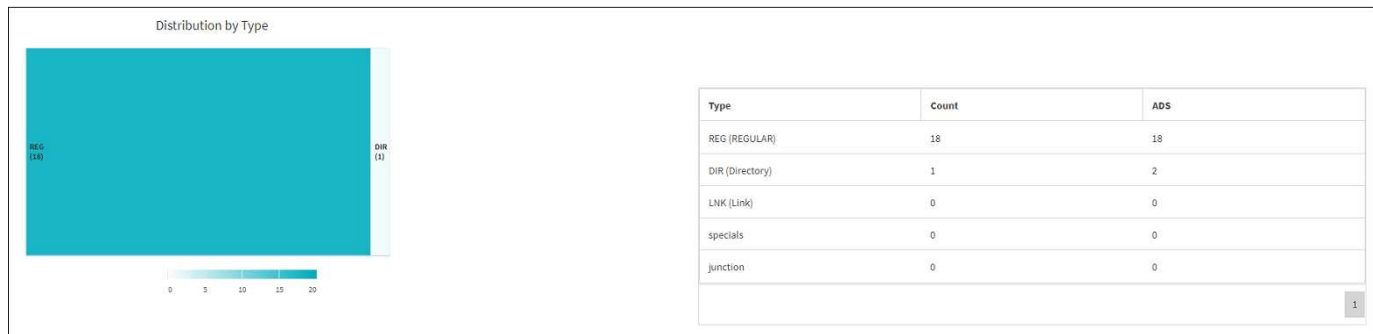 Distribution by Type
REG
(18)
DIR
(1)
0 5 10 15 20
Type Count ADS
REG (REGULAR) 18 18
DIR (Directory) 1 2
LNK (Link) 0 0
specials 0 0
junction 0 0
1